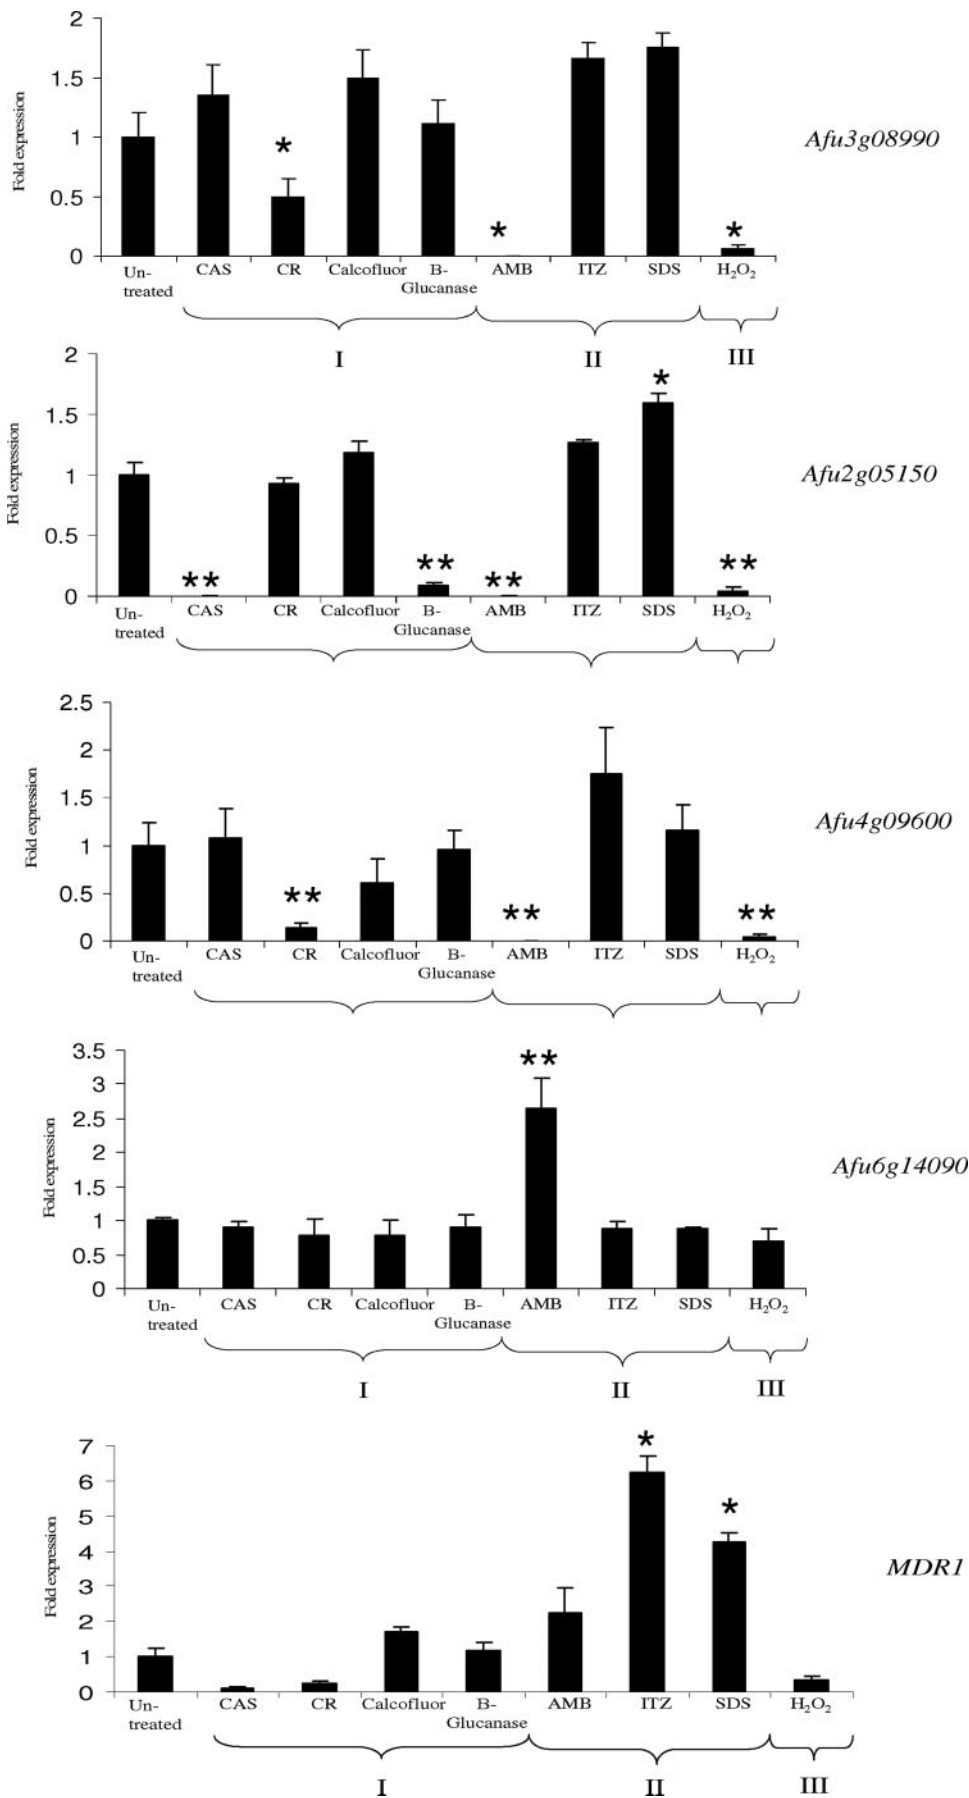 2
1.5
1
0.5
0
Fold expression
*
*
*
Afu3g08990
Un-
treated
CAS
CR
Calcofluor
B-
Glucanase
AMB
ITZ
SDS
H₂O₂
I
II
III
2
1.5
1
0.5
0
Fold expression
**
**
**
*
**
Afu2g05150
Un-
treated
CAS
CR
Calcofluor
B-
Glucanase
AMB
ITZ
SDS
H₂O₂
2.5
2
1.5
1
0.5
0
Fold expression
**
**
**
Afu4g09600
Un-
treated
CAS
CR
Calcofluor
B-
Glucanase
AMB
ITZ
SDS
H₂O₂
3.5
3
2.5
2
1.5
1
0.5
0
Fold expression
**
Afu6g14090
Un-
treated
CAS
CR
Calcofluor
B-
Glucanase
AMB
ITZ
SDS
H₂O₂
I
II
III
7
6
5
4
3
2
1
0
Fold expression
*
*
MDR1
Un-
treated
CAS
CR
Calcofluor
B-
Glucanase
AMB
ITZ
SDS
H₂O₂
I
II
III